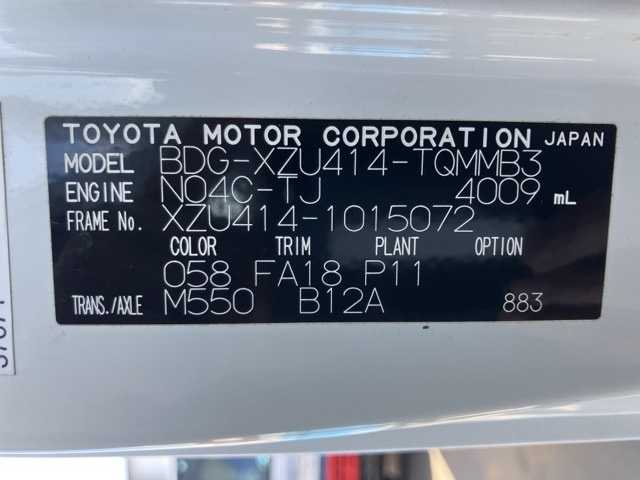 TOYOTA MOTOR CORPORATION JAPAN
MODEL BDG-XZU414-TQMMB3
ENGINE N04C-TJ 4009 mL
FRAME No. XZU414-1015072
COLOR TRIM PLANT OPTION
058 FA18 P11
TRANS./AXLE M550 B12A 883